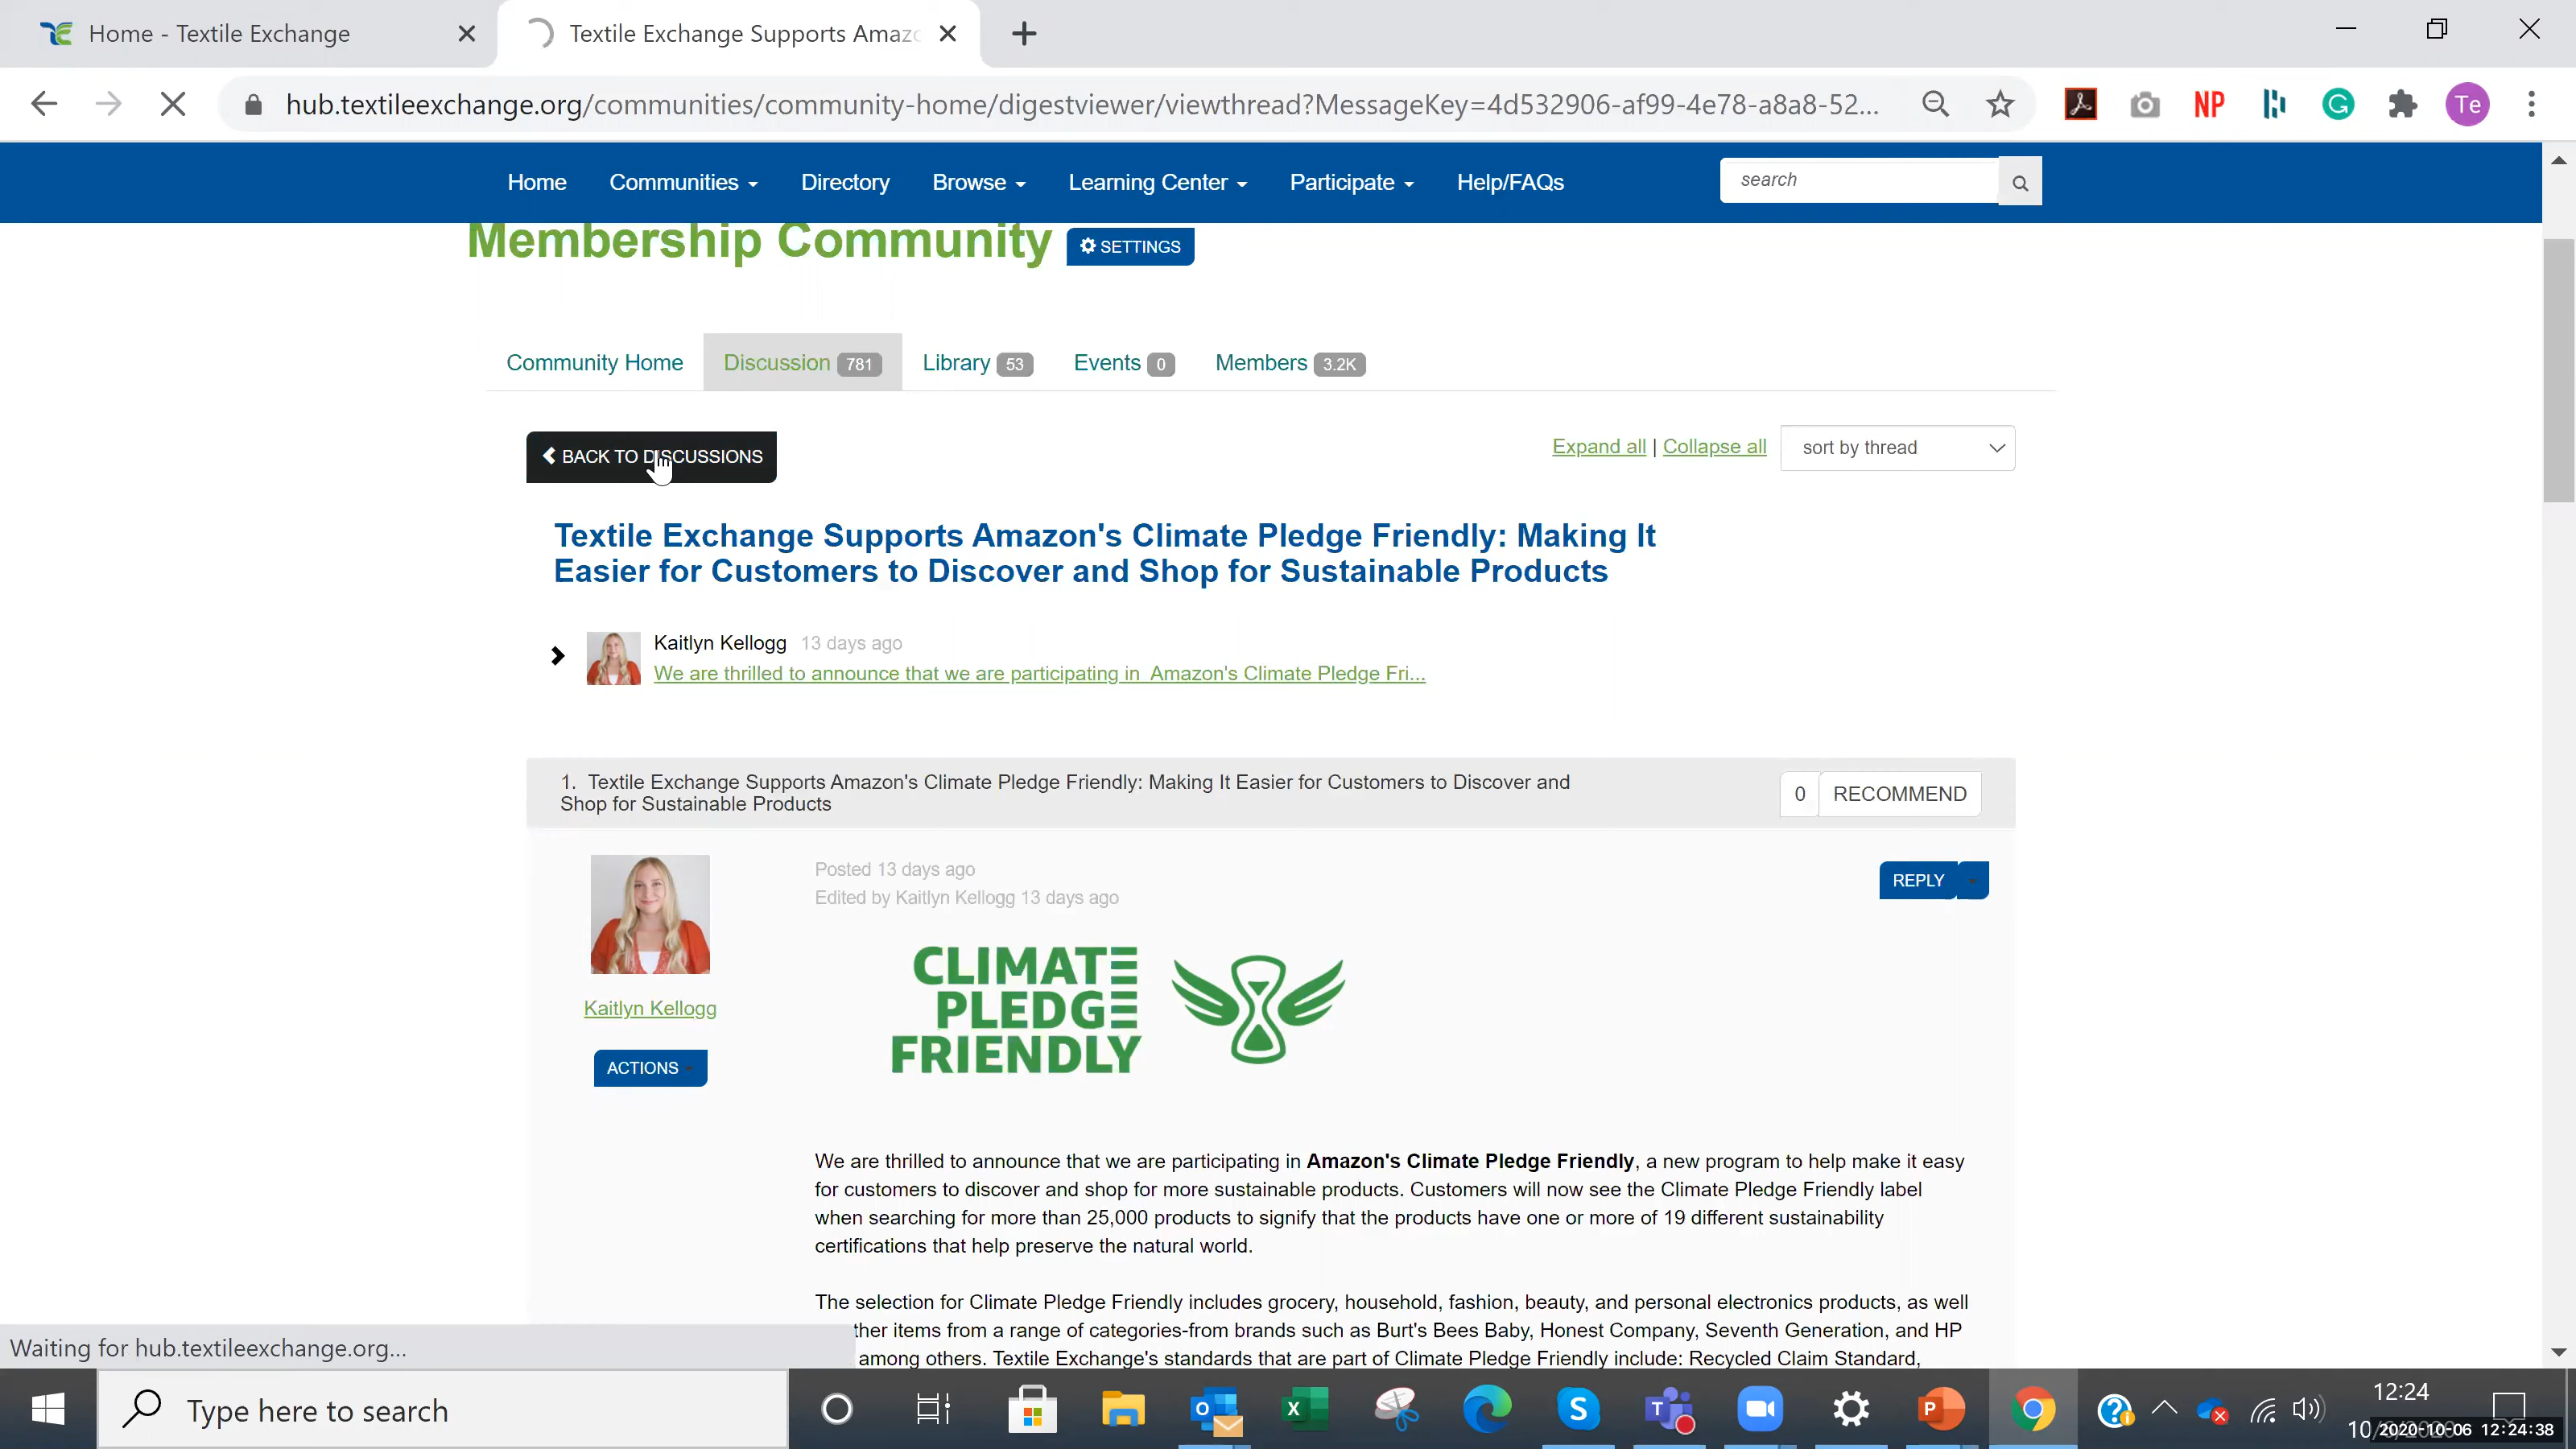 Home - Textile Exchange
Textile Exchange Supports Amaz
hub.textileexchange.org/communities/community-home/digestviewer/viewthread?MessageKey=4d532906-af99-4e78-a8a8-52...
NP
G
Te
Home
Communities
Directory
Browse
Learning Center
Participate
Help/FAQs
search
Membership Community
SETTINGS
Community Home
Discussion 781
Library 53
Events 0
Members 3.2K
BACK TO DISCUSSIONS
Expand all | Collapse all
sort by thread
Textile Exchange Supports Amazon's Climate Pledge Friendly: Making It
Easier for Customers to Discover and Shop for Sustainable Products
Kaitlyn Kellogg 13 days ago
We are thrilled to announce that we are participating in Amazon's Climate Pledge Fri...
1. Textile Exchange Supports Amazon's Climate Pledge Friendly: Making It Easier for Customers to Discover and
Shop for Sustainable Products
0 RECOMMEND
Posted 13 days ago
Edited by Kaitlyn Kellogg 13 days ago
REPLY
Kaitlyn Kellogg
ACTIONS
CLIMATE
PLEDGE
FRIENDLY
We are thrilled to announce that we are participating in Amazon's Climate Pledge Friendly, a new program to help make it easy
for customers to discover and shop for more sustainable products. Customers will now see the Climate Pledge Friendly label
when searching for more than 25,000 products to signify that the products have one or more of 19 different sustainability
certifications that help preserve the natural world.
The selection for Climate Pledge Friendly includes grocery, household, fashion, beauty, and personal electronics products, as well
ther items from a range of categories-from brands such as Burt's Bees Baby, Honest Company, Seventh Generation, and HP
among others. Textile Exchange's standards that are part of Climate Pledge Friendly include: Recycled Claim Standard,
Waiting for hub.textileexchange.org...
Type here to search
12:24
2020-10-06 12:24:38